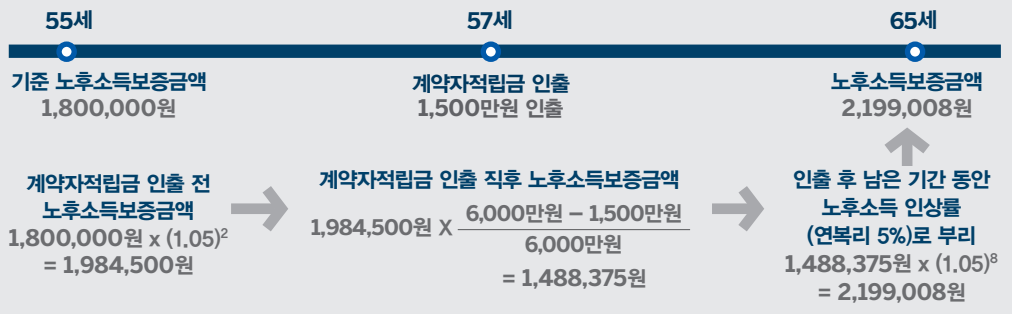 55세
57세
65세
기준 노후소득보증금액
1,800,000원
계약자적립금 인출
1,500만원 인출
노후소득보증금액
2,199,008원
계약자적립금 인출 전
노후소득보증금액
1,800,000원 x (1.05)²
= 1,984,500원
계약자적립금 인출 직후 노후소득보증금액
1,984,500원 X
6,000만원 – 1,500만원
6,000만원
= 1,488,375원
인출 후 남은 기간 동안
노후소득 인상률
(연복리 5%)로 부리
1,488,375원 x (1.05)⁸
= 2,199,008원